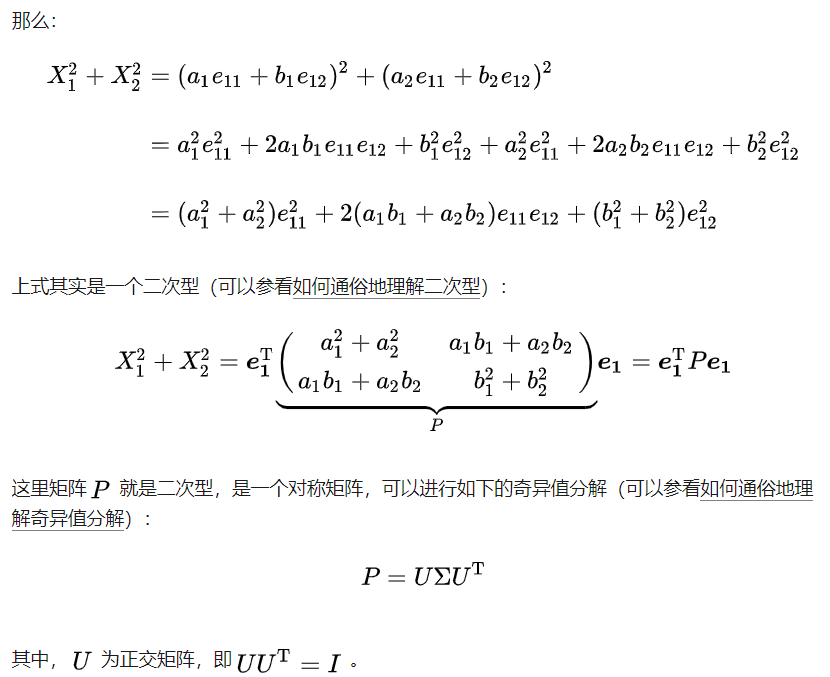 那么：
$X_1^2 + X_2^2 = (a_1e_{11} + b_1e_{12})^2 + (a_2e_{11} + b_2e_{12})^2$
$= a_1^2e_{11}^2 + 2a_1b_1e_{11}e_{12} + b_1^2e_{12}^2 + a_2^2e_{11}^2 + 2a_2b_2e_{11}e_{12} + b_2^2e_{12}^2$
$= (a_1^2 + a_2^2)e_{11}^2 + 2(a_1b_1 + a_2b_2)e_{11}e_{12} + (b_1^2 + b_2^2)e_{12}^2$
上式其实是一个二次型（可以参看如何通俗地理解二次型）：
$X_1^2 + X_2^2 = \boldsymbol{e_1}^{\mathrm{T}} \underbrace{\begin{pmatrix} a_1^2 + a_2^2 & a_1b_1 + a_2b_2 \\ a_1b_1 + a_2b_2 & b_1^2 + b_2^2 \end{pmatrix}}_{P} \boldsymbol{e_1} = \boldsymbol{e_1}^{\mathrm{T}} P \boldsymbol{e_1}$
这里矩阵 $P$ 就是二次型，是一个对称矩阵，可以进行如下的奇异值分解（可以参看如何通俗地理
解奇异值分解）：
$P = U\Sigma U^{\mathrm{T}}$
其中， $U$ 为正交矩阵，即 $UU^{\mathrm{T}} = I$ 。